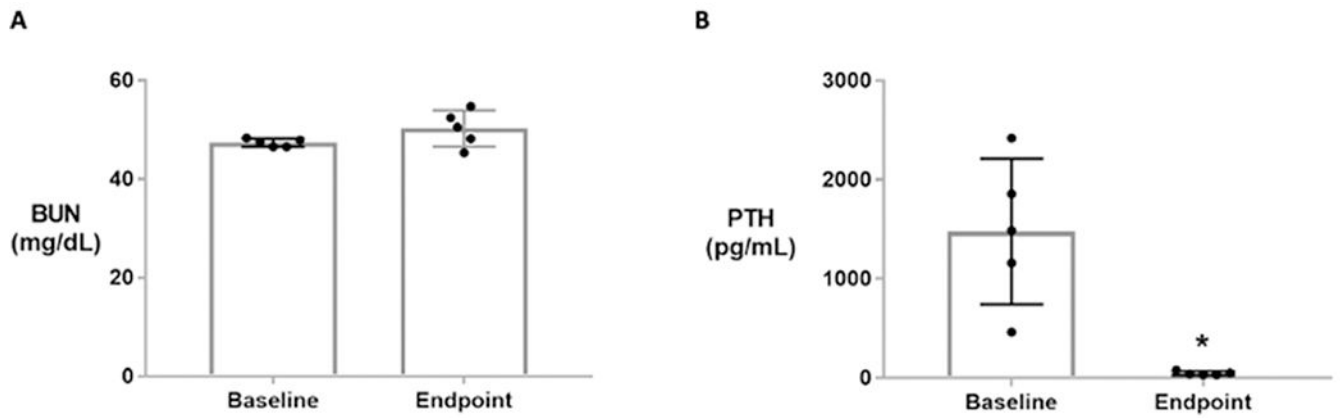 A
60
40
20
0
BUN
(mg/dL)
Baseline Endpoint
B
3000
2000
1000
0
PTH
(pg/mL)
*
Baseline Endpoint